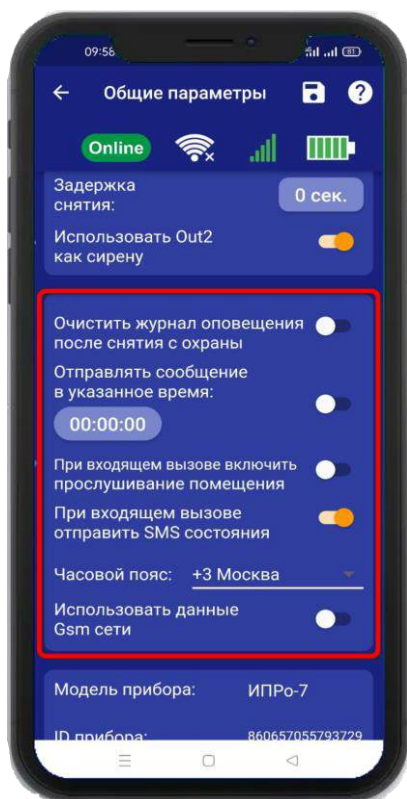 09:58
81
Общие параметры
Online
Задержка
снятия:
0 сек.
Использовать Out2
как сирену
Очистить журнал оповещения
после снятия с охраны
Отправлять сообщение
в указанное время:
00:00:00
При входящем вызове включить
прослушивание помещения
При входящем вызове
отправить SMS состояния
Часовой пояс: +3 Москва
Использовать данные
Gsm сети
Модель прибора: ИПРо-7
ID прибора: 860657055793729